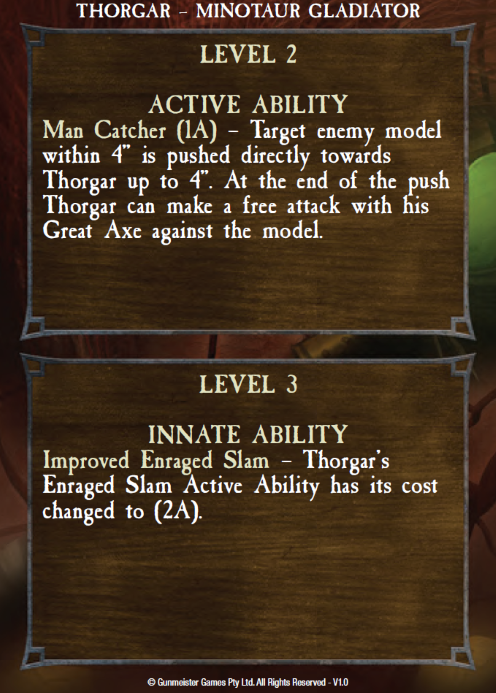 THORGAR – MINOTAUR GLADIATOR
LEVEL 2
ACTIVE ABILITY
Man Catcher (1A) – Target enemy model
within 4” is pushed directly towards
Thorgar up to 4”. At the end of the push
Thorgar can make a free attack with his
Great Axe against the model.
LEVEL 3
INNATE ABILITY
Improved Enraged Slam – Thorgar’s
Enraged Slam Active Ability has its cost
changed to (2A).
© Gunmeister Games Pty Ltd. All Rights Reserved - V1.0